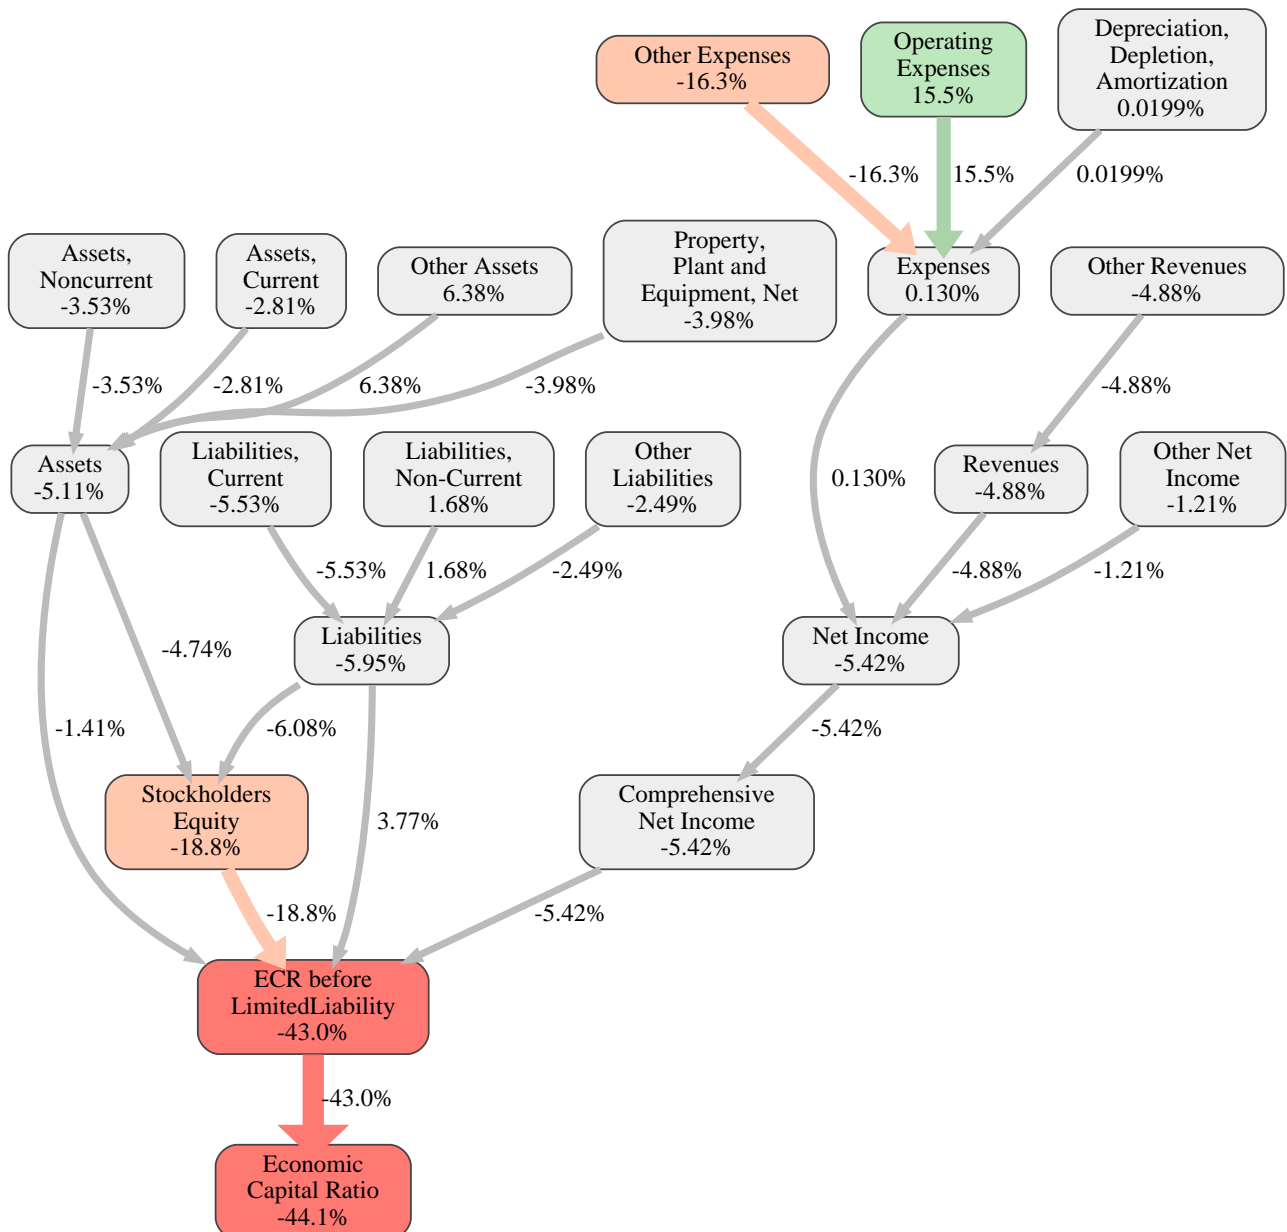 Other Expenses
-16.3%
Operating
Expenses
15.5%
Depreciation,
Depletion,
Amortization
0.0199%
-16.3%
15.5%
0.0199%
Assets,
Noncurrent
-3.53%
Assets,
Current
-2.81%
Other Assets
6.38%
Property,
Plant and
Equipment, Net
-3.98%
Expenses
0.130%
Other Revenues
-4.88%
-3.53%
-2.81%
6.38%
-3.98%
-4.88%
Assets
-5.11%
Liabilities,
Current
-5.53%
Liabilities,
Non-Current
1.68%
Other
Liabilities
-2.49%
0.130%
Revenues
-4.88%
Other Net
Income
-1.21%
-5.53%
1.68%
-2.49%
-4.88%
-1.21%
-4.74%
Liabilities
-5.95%
Net Income
-5.42%
-1.41%
-6.08%
-5.42%
Stockholders
Equity
-18.8%
3.77%
Comprehensive
Net Income
-5.42%
-18.8%
-5.42%
ECR before
LimitedLiability
-43.0%
-43.0%
Economic
Capital Ratio
-44.1%